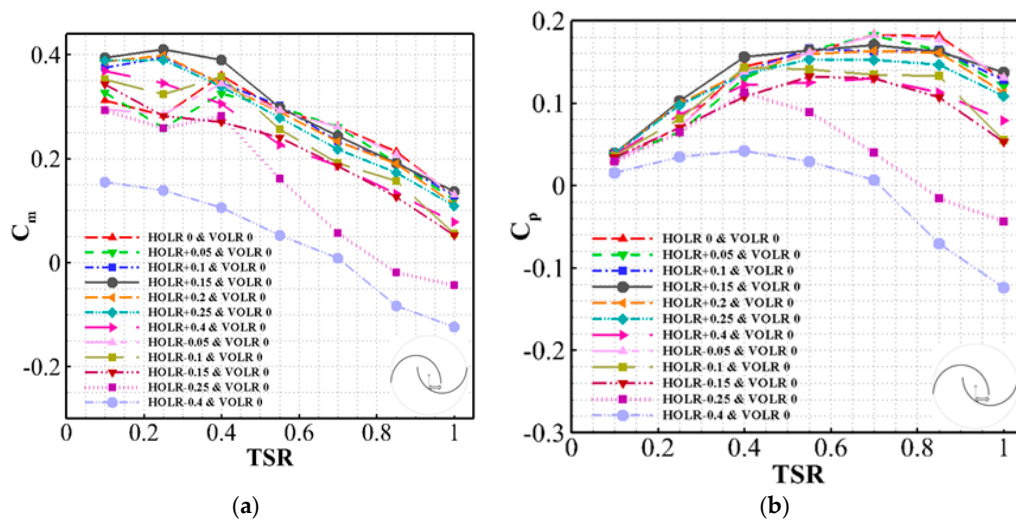 0.4
0.2
0
-0.2
C_m
HOLR 0 & VOLR 0
HOLR+0.05 & VOLR 0
HOLR+0.1 & VOLR 0
HOLR+0.15 & VOLR 0
HOLR+0.2 & VOLR 0
HOLR+0.25 & VOLR 0
HOLR+0.4 & VOLR 0
HOLR-0.05 & VOLR 0
HOLR-0.1 & VOLR 0
HOLR-0.15 & VOLR 0
HOLR-0.25 & VOLR 0
HOLR-0.4 & VOLR 0
0 0.2 0.4 0.6 0.8 1
TSR
(a)
0.2
0.1
0
-0.1
-0.2
-0.3
C_p
HOLR 0 & VOLR 0
HOLR+0.05 & VOLR 0
HOLR+0.1 & VOLR 0
HOLR+0.15 & VOLR 0
HOLR+0.2 & VOLR 0
HOLR+0.25 & VOLR 0
HOLR+0.4 & VOLR 0
HOLR-0.05 & VOLR 0
HOLR-0.1 & VOLR 0
HOLR-0.15 & VOLR 0
HOLR-0.25 & VOLR 0
HOLR-0.4 & VOLR 0
0 0.2 0.4 0.6 0.8 1
TSR
(b)